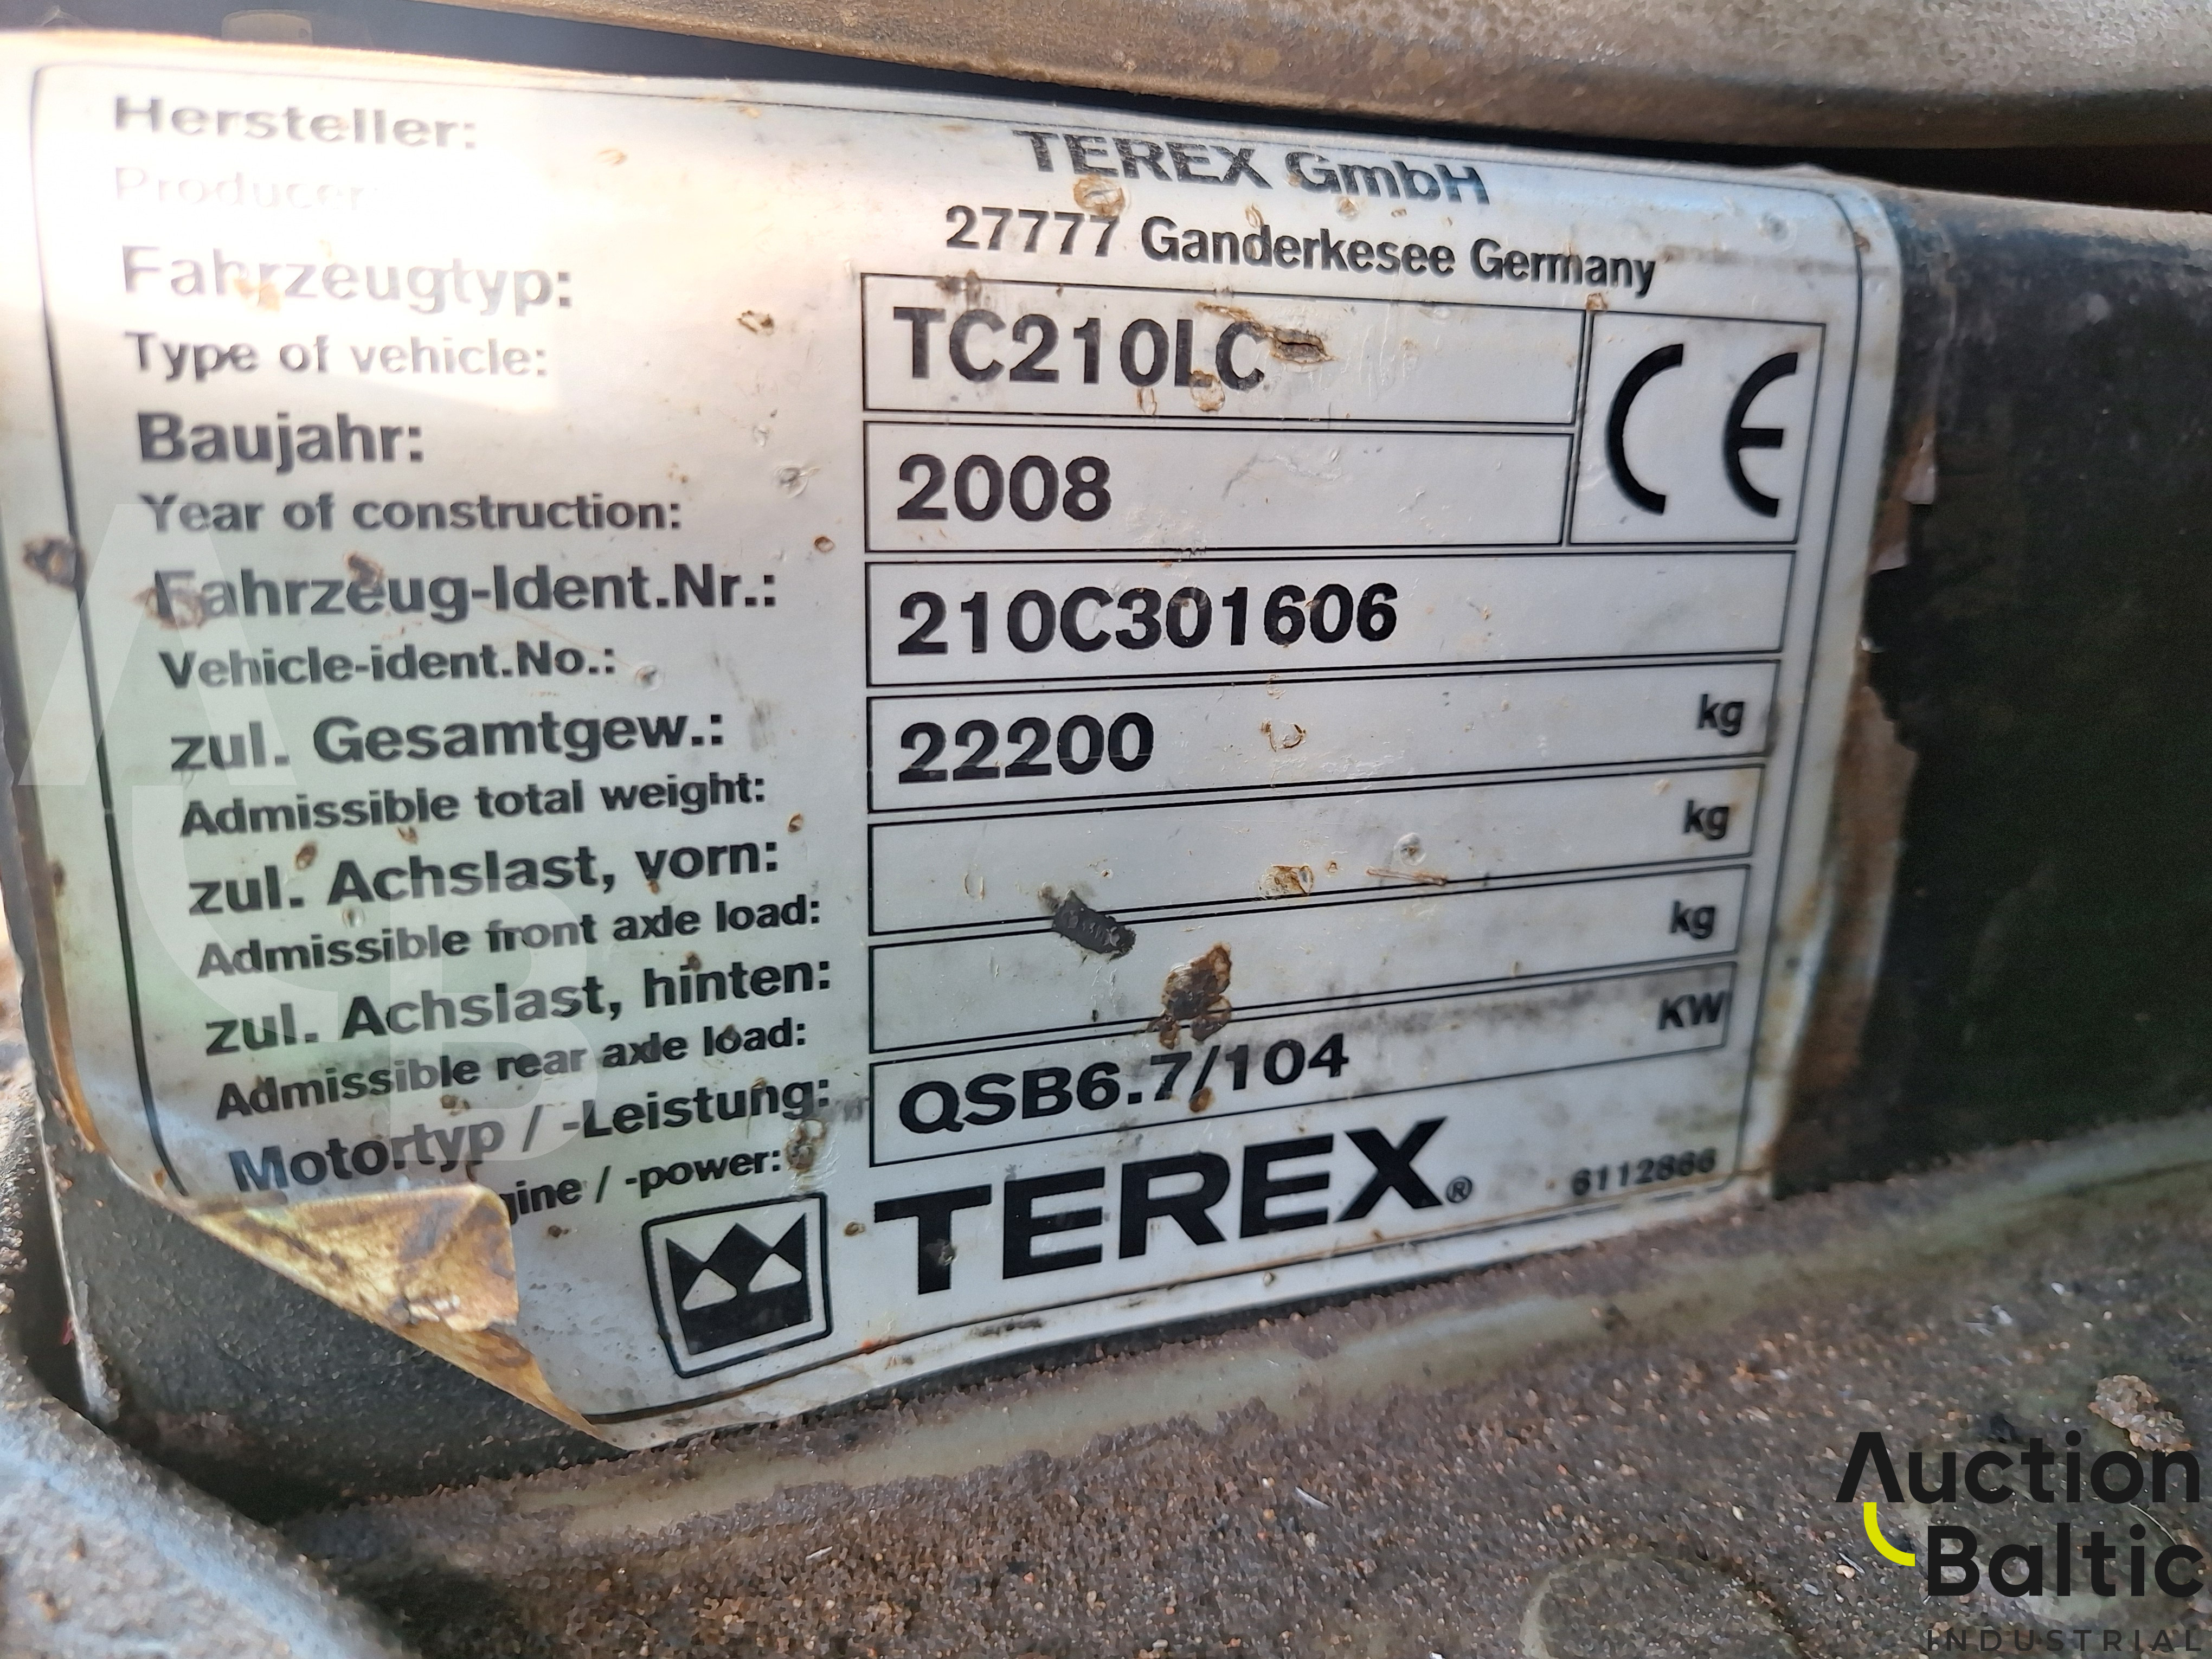 Hersteller:
Producer:
TEREX GmbH
27777 Ganderkesee Germany
Fahrzeugtyp:
Type of vehicle:
TC210LC
CE
Baujahr:
Year of construction:
2008
Fahrzeug-Ident.Nr.:
Vehicle-ident.No.:
210C301606
zul. Gesamtgew.:
Admissible total weight:
22200 kg
zul. Achslast, vorn:
Admissible front axle load:
kg
zul. Achslast, hinten:
Admissible rear axle load:
kg
Motortyp / -Leistung:
gine / -power:
QSB6.7/104 KW
TEREX®
6112866
Auction
Baltic
INDUSTRIAL